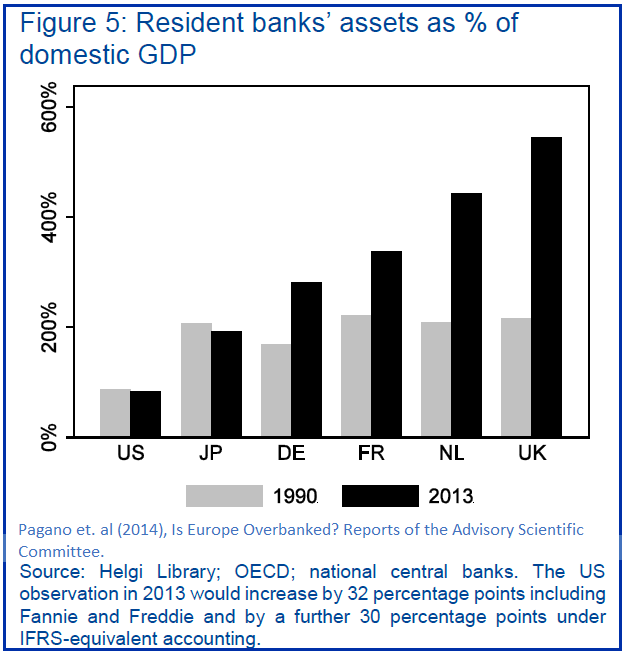 Figure 5: Resident banks’ assets as % of
domestic GDP
600%
400%
200%
0%
US JP DE FR NL UK
1990 2013
Pagano et. al (2014), Is Europe Overbanked? Reports of the Advisory Scientific
Committee.
Source: Helgi Library; OECD; national central banks. The US
observation in 2013 would increase by 32 percentage points including
Fannie and Freddie and by a further 30 percentage points under
IFRS-equivalent accounting.